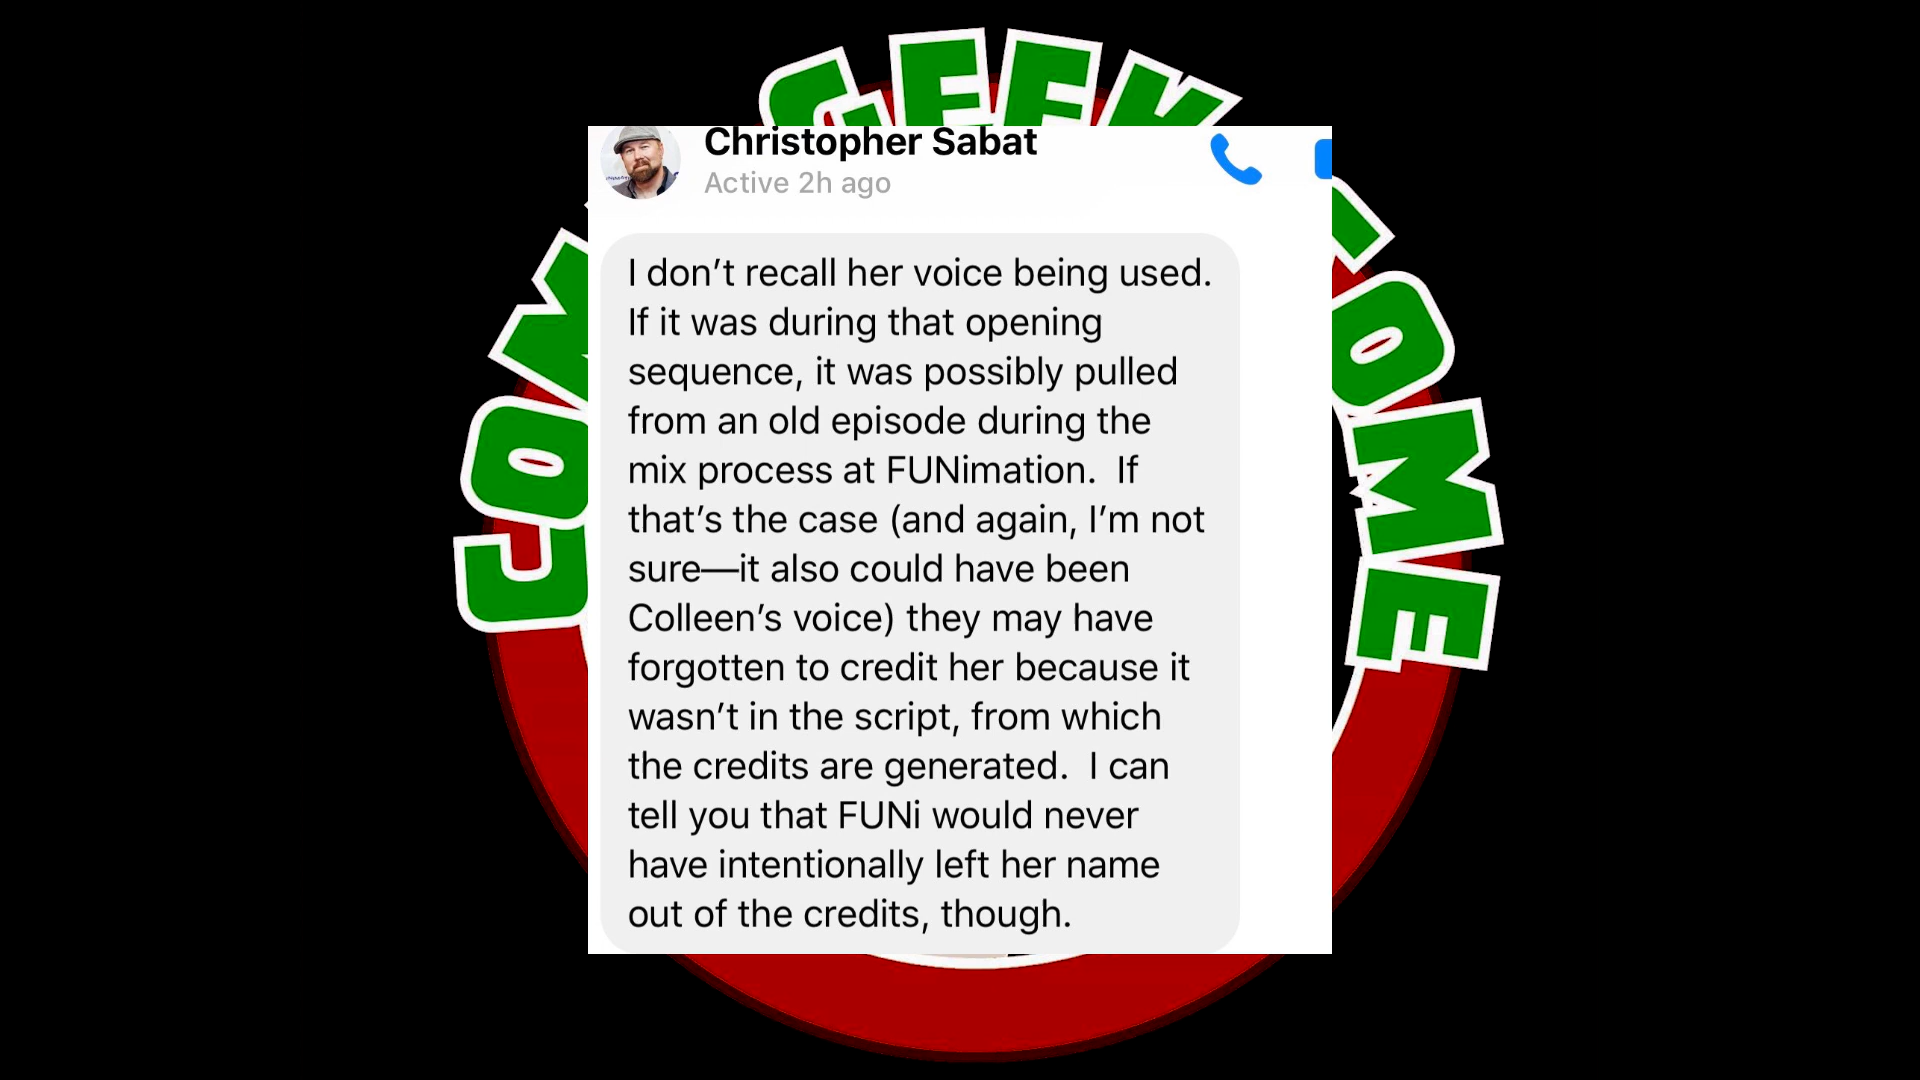 GEEK
COM
TOME
Christopher Sabat
Active 2h ago
I don’t recall her voice being used.
If it was during that opening
sequence, it was possibly pulled
from an old episode during the
mix process at FUNimation.  If
that’s the case (and again, I’m not
sure—it also could have been
Colleen’s voice) they may have
forgotten to credit her because it
wasn’t in the script, from which
the credits are generated.  I can
tell you that FUNi would never
have intentionally left her name
out of the credits, though.